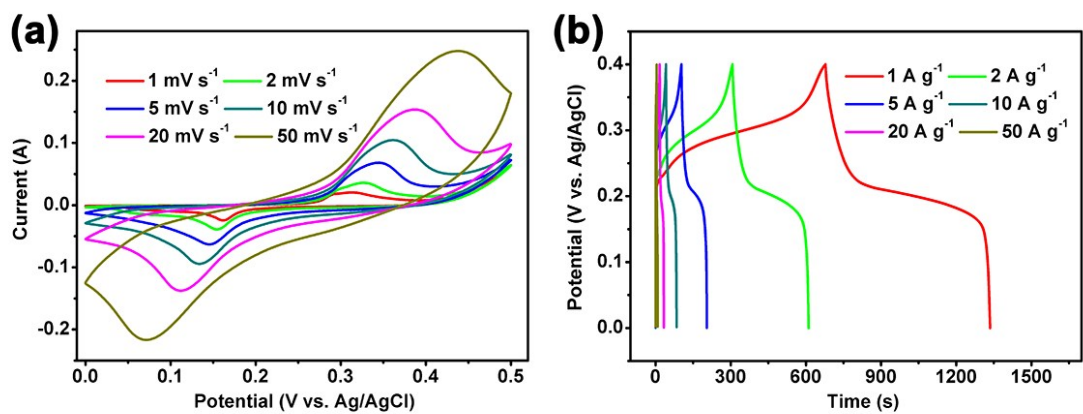 (a)
Current (A)
0.2
0.1
0.0
-0.1
-0.2
1 mV s-1 2 mV s-1
5 mV s-1 10 mV s-1
20 mV s-1 50 mV s-1
0.0 0.1 0.2 0.3 0.4 0.5
Potential (V vs. Ag/AgCl)
(b)
Potential (V vs. Ag/AgCl)
0.4
0.3
0.2
0.1
0.0
1 A g-1 2 A g-1
5 A g-1 10 A g-1
20 A g-1 50 A g-1
0 300 600 900 1200 1500
Time (s)